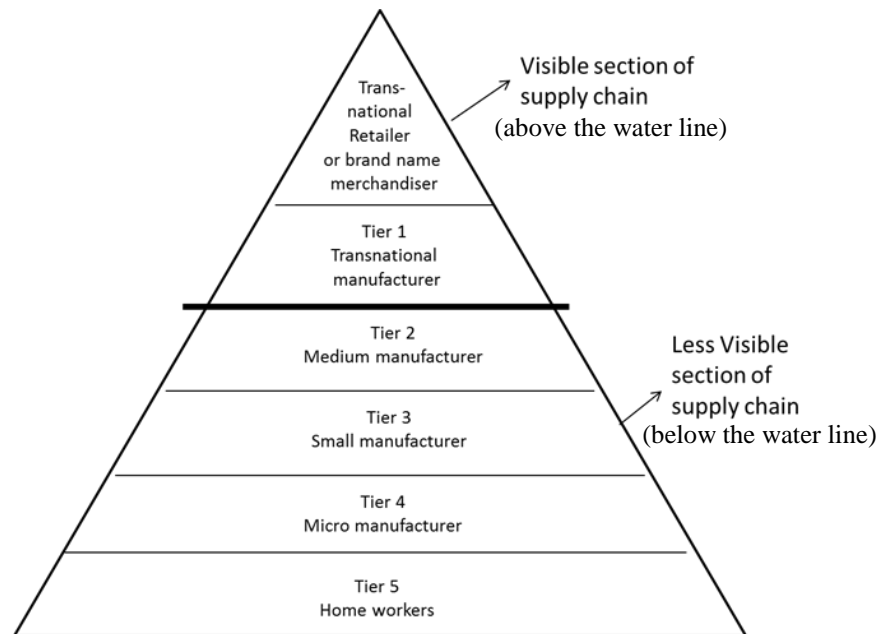 Trans-
national
Retailer
or brand name
merchandiser
Visible section of
supply chain
(above the water line)
Tier 1
Transnational
manufacturer
Tier 2
Medium manufacturer
Less Visible
section of
supply chain
(below the water line)
Tier 3
Small manufacturer
Tier 4
Micro manufacturer
Tier 5
Home workers